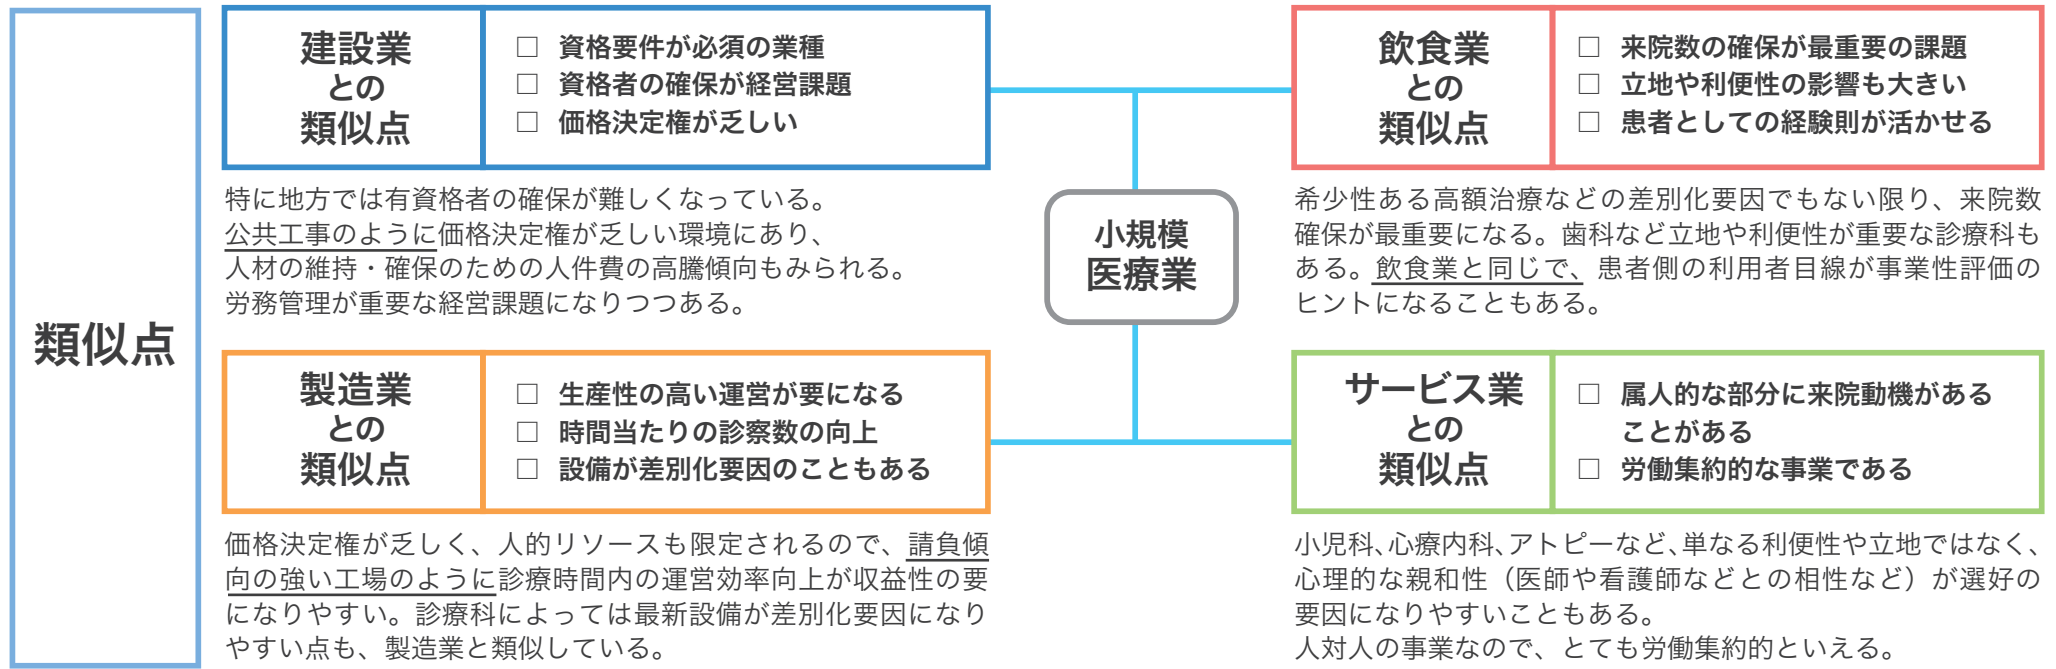 類似点
建設業
との
類似点
□ 資格要件が必須の業種
□ 資格者の確保が経営課題
□ 価格決定権が乏しい
特に地方では有資格者の確保が難しくなっている。
公共工事のように価格決定権が乏しい環境にあり、
人材の維持・確保のための人件費の高騰傾向もみられる。
労務管理が重要な経営課題になりつつある。
飲食業
との
類似点
□ 来院数の確保が最重要の課題
□ 立地や利便性の影響も大きい
□ 患者としての経験則が活かせる
希少性ある高額治療などの差別化要因でもない限り、来院数
確保が最重要になる。歯科など立地や利便性が重要な診療科も
ある。飲食業と同じで、患者側の利用者目線が事業性評価の
ヒントになることもある。
小規模
医療業
製造業
との
類似点
□ 生産性の高い運営が要になる
□ 時間当たりの診察数の向上
□ 設備が差別化要因のこともある
価格決定権が乏しく、人的リソースも限定されるので、請負傾
向の強い工場のように診療時間内の運営効率向上が収益性の要
になりやすい。診療科によっては最新設備が差別化要因になり
やすい点も、製造業と類似している。
サービス業
との
類似点
□ 属人的な部分に来院動機がある
ことがある
□ 労働集約的な事業である
小児科、心療内科、アトピーなど、単なる利便性や立地ではなく、
心理的な親和性（医師や看護師などとの相性など）が選好の
要因になりやすいこともある。
人対人の事業なので、とても労働集約的といえる。